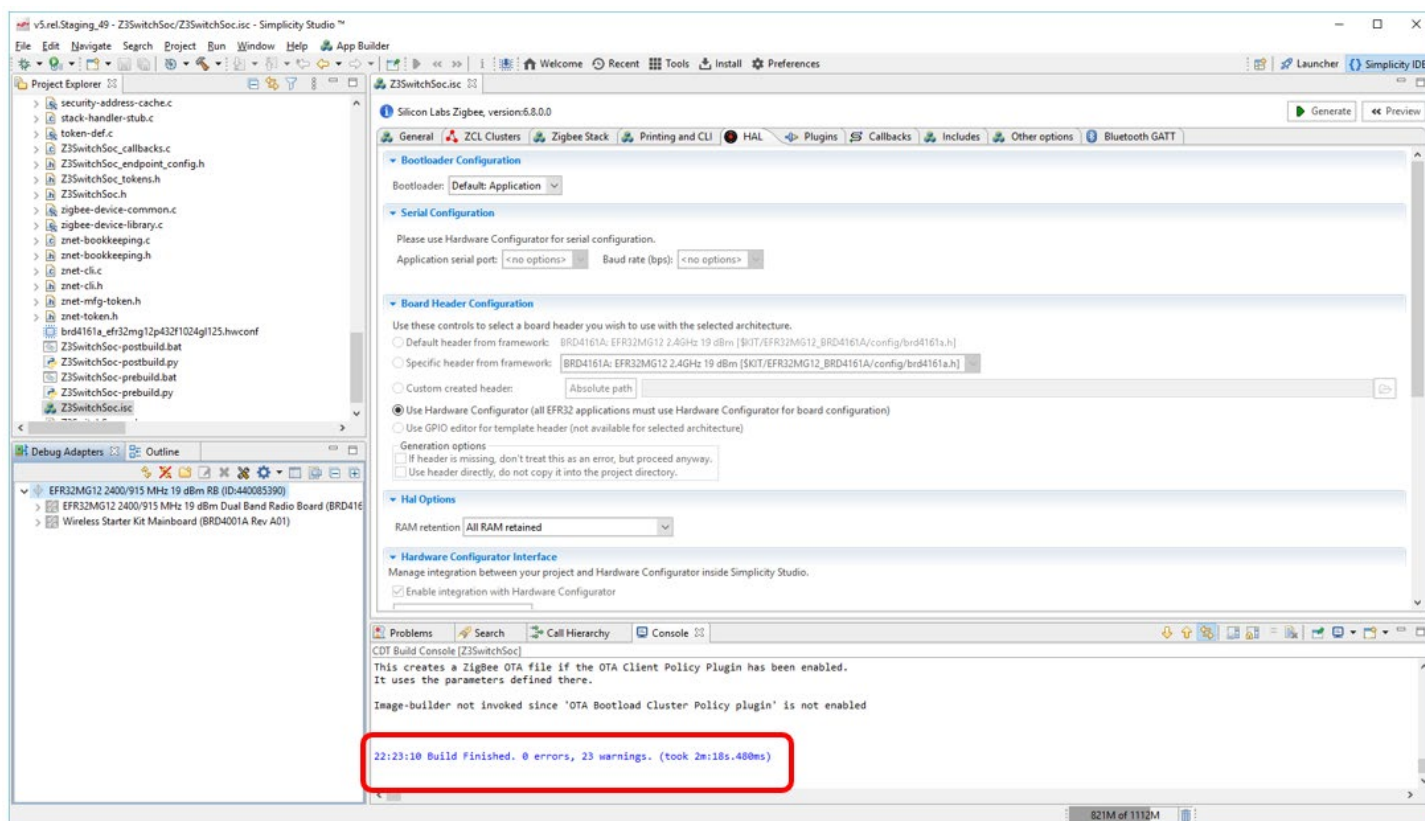 v5.rel.Staging_49 - Z3SwitchSoc/Z3SwitchSoc.isc - Simplicity Studio ™
File Edit Navigate Search Project Run Window Help App Builder
Welcome Recent Tools Install Preferences
Launcher Simplicity IDE
Project Explorer
security-address-cache.c
stack-handler-stub.c
token-def.c
Z3SwitchSoc_callbacks.c
Z3SwitchSoc_endpoint_config.h
Z3SwitchSoc_tokens.h
Z3SwitchSoc.h
zigbee-device-common.c
zigbee-device-library.c
znet-bookkeeping.c
znet-bookkeeping.h
znet-cli.c
znet-cli.h
znet-mfg-token.h
znet-token.h
brd4161a_efr32mg12p432f1024gl125.hwconf
Z3SwitchSoc-postbuild.bat
Z3SwitchSoc-postbuild.py
Z3SwitchSoc-prebuild.bat
Z3SwitchSoc-prebuild.py
Z3SwitchSoc.isc
Debug Adapters Outline
EFR32MG12 2400/915 MHz 19 dBm RB (ID:440085390)
EFR32MG12 2400/915 MHz 19 dBm Dual Band Radio Board (BRD416
Wireless Starter Kit Mainboard (BRD4001A Rev A01)
Z3SwitchSoc.isc
Silicon Labs Zigbee, version:6.8.0.0
Generate Preview
General ZCL Clusters Zigbee Stack Printing and CLI HAL Plugins Callbacks Includes Other options Bluetooth GATT
Bootloader Configuration
Bootloader: Default: Application
Serial Configuration
Please use Hardware Configurator for serial configuration.
Application serial port: <no options> Baud rate (bps): <no options>
Board Header Configuration
Use these controls to select a board header you wish to use with the selected architecture.
Default header from framework: BRD4161A: EFR32MG12 2.4GHz 19 dBm [$KIT/EFR32MG12_BRD4161A/config/brd4161a.h]
Specific header from framework: BRD4161A: EFR32MG12 2.4GHz 19 dBm [$KIT/EFR32MG12_BRD4161A/config/brd4161a.h]
Custom created header: Absolute path
Use Hardware Configurator (all EFR32 applications must use Hardware Configurator for board configuration)
Use GPIO editor for template header (not available for selected architecture)
Generation options
If header is missing, don't treat this as an error, but proceed anyway.
Use header directly, do not copy it into the project directory.
Hal Options
RAM retention All RAM retained
Hardware Configurator Interface
Manage integration between your project and Hardware Configurator inside Simplicity Studio.
Enable integration with Hardware Configurator
Problems Search Call Hierarchy Console
CDT Build Console [Z3SwitchSoc]
This creates a ZigBee OTA file if the OTA Client Policy Plugin has been enabled.
It uses the parameters defined there.
Image-builder not invoked since 'OTA Bootload Cluster Policy plugin' is not enabled
22:23:10 Build Finished. 0 errors, 23 warnings. (took 2m:18s.480ms)
821M of 1112M